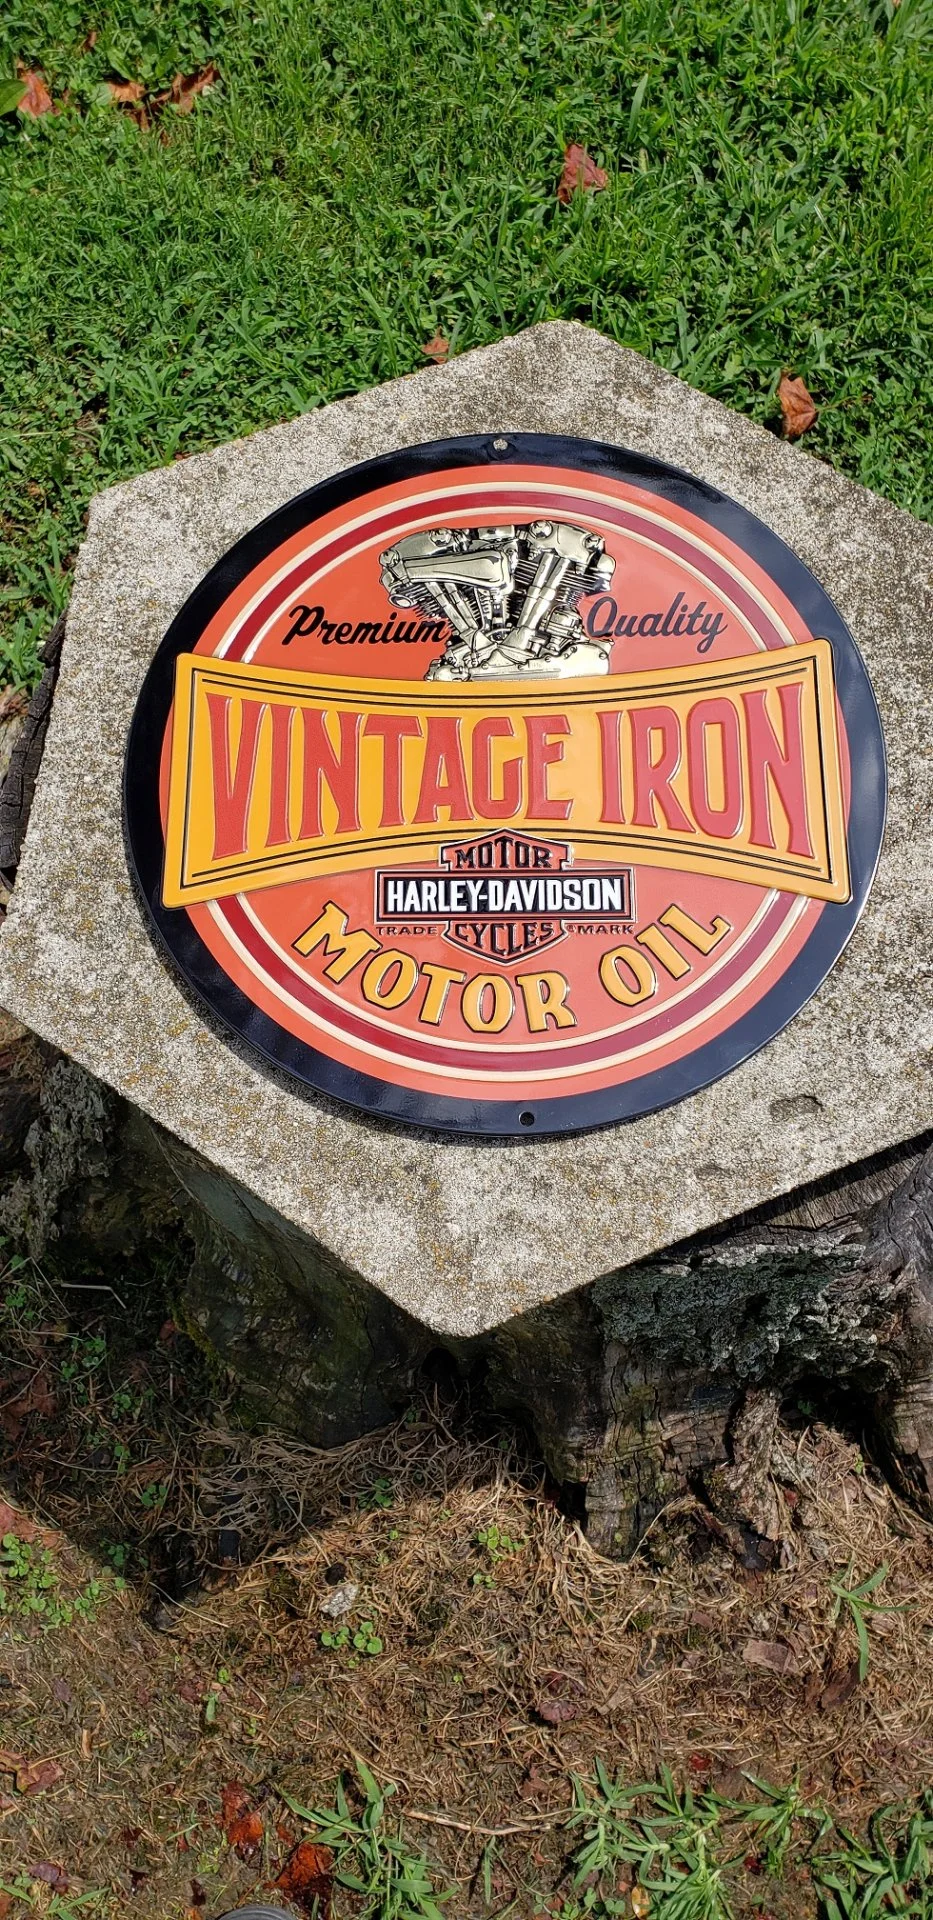 Premium Quality
VINTAGE IRON
MOTOR
HARLEY-DAVIDSON
TRADE CYCLES ®MARK
MOTOR OIL